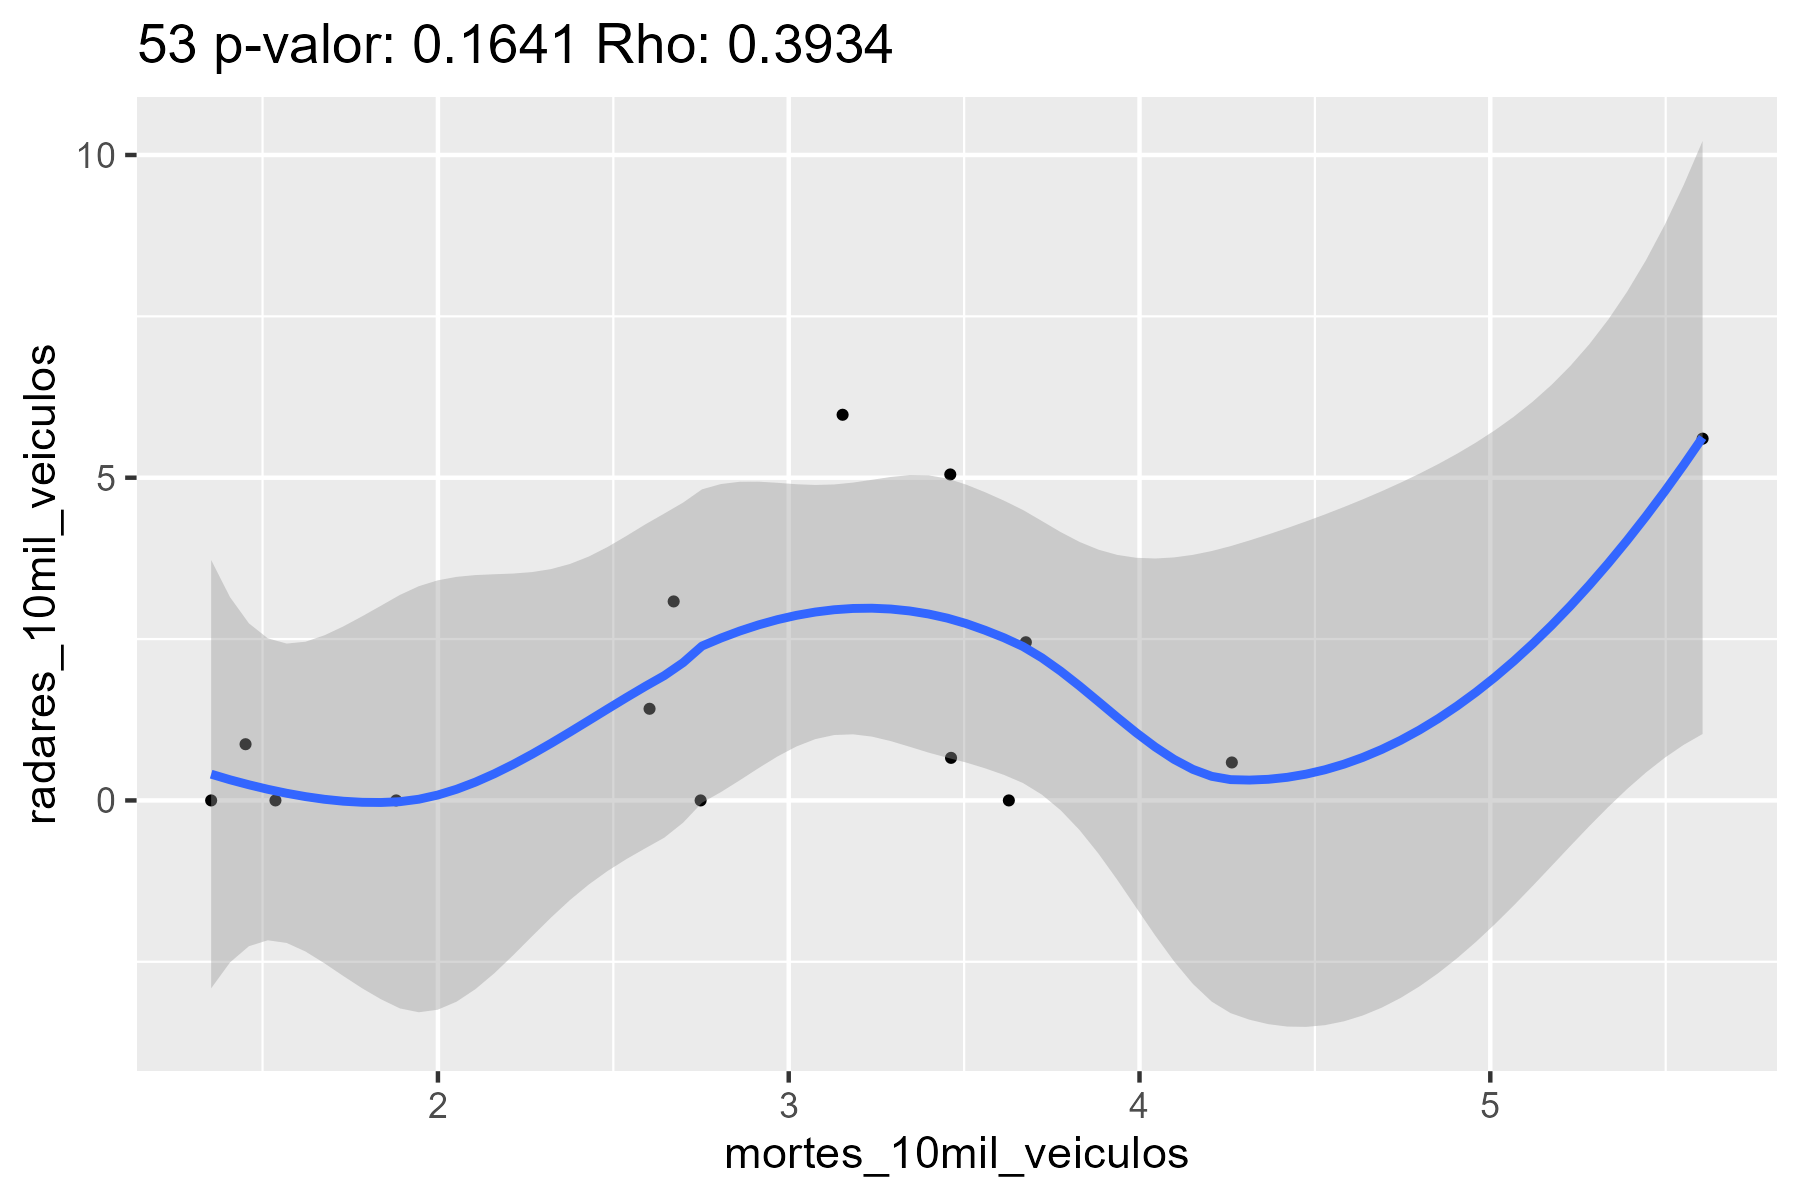 53 p-valor: 0.1641 Rho: 0.3934
10
5
0
radares_10mil_veiculos
2 3 4 5
mortes_10mil_veiculos